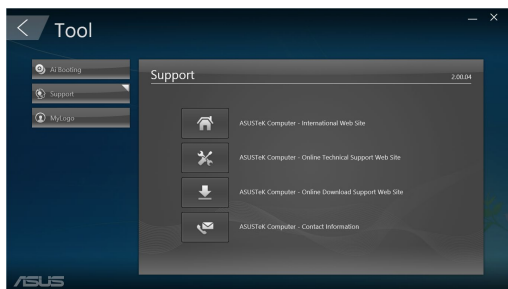 Tool
Ai Booting
Support
MyLogo
Support
2.00.04
ASUSTeK Computer - International Web Site
ASUSTeK Computer - Online Technical Support Web Site
ASUSTeK Computer - Online Download Support Web Site
ASUSTeK Computer - Contact Information
ASUS